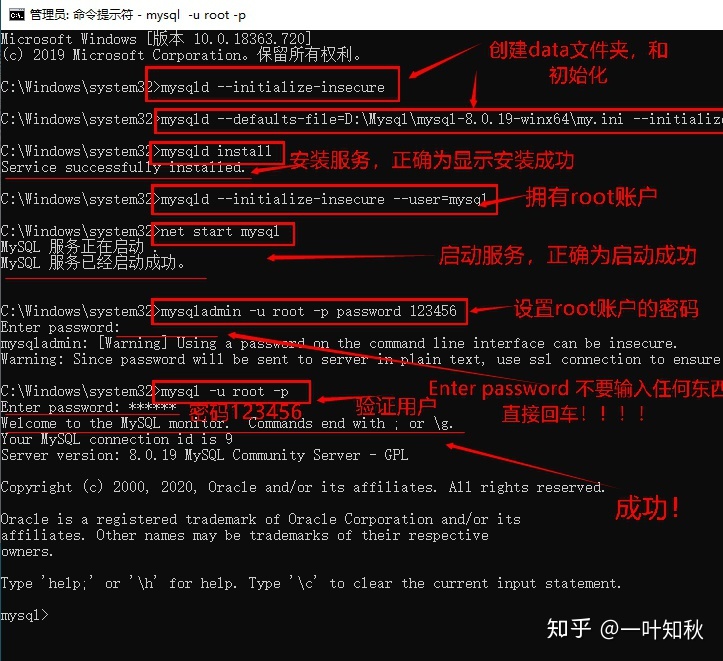 管理员: 命令提示符 - mysql  -u root -p
Microsoft Windows [版本 10.0.18363.720]
(c) 2019 Microsoft Corporation。保留所有权利。
创建data文件夹，和
初始化
C:\Windows\system32>mysqld --initialize-insecure
C:\Windows\system32>mysqld --defaults-file=D:\Mysql\mysql-8.0.19-winx64\my.ini --initialize
C:\Windows\system32>mysqld install
Service successfully installed.
安装服务，正确为显示安装成功
C:\Windows\system32>mysqld --initialize-insecure --user=mysql
拥有root账户
C:\Windows\system32>net start mysql
MySQL 服务正在启动 .
MySQL 服务已经启动成功。
启动服务，正确为启动成功
C:\Windows\system32>mysqladmin -u root -p password 123456
设置root账户的密码
Enter password:
mysqladmin: [Warning] Using a password on the command line interface can be insecure.
Warning: Since password will be sent to server in plain text, use ssl connection to ensure
C:\Windows\system32>mysql -u root -p
Enter password 不要输入任何东西
直接回车！！！！
Enter password: ******
密码123456
验证用户
Welcome to the MySQL monitor.  Commands end with ; or \g.
Your MySQL connection id is 9
Server version: 8.0.19 MySQL Community Server - GPL
Copyright (c) 2000, 2020, Oracle and/or its affiliates. All rights reserved.
成功！
Oracle is a registered trademark of Oracle Corporation and/or its
affiliates. Other names may be trademarks of their respective
owners.
Type 'help;' or '\h' for help. Type '\c' to clear the current input statement.
mysql>
知乎 @一叶知秋